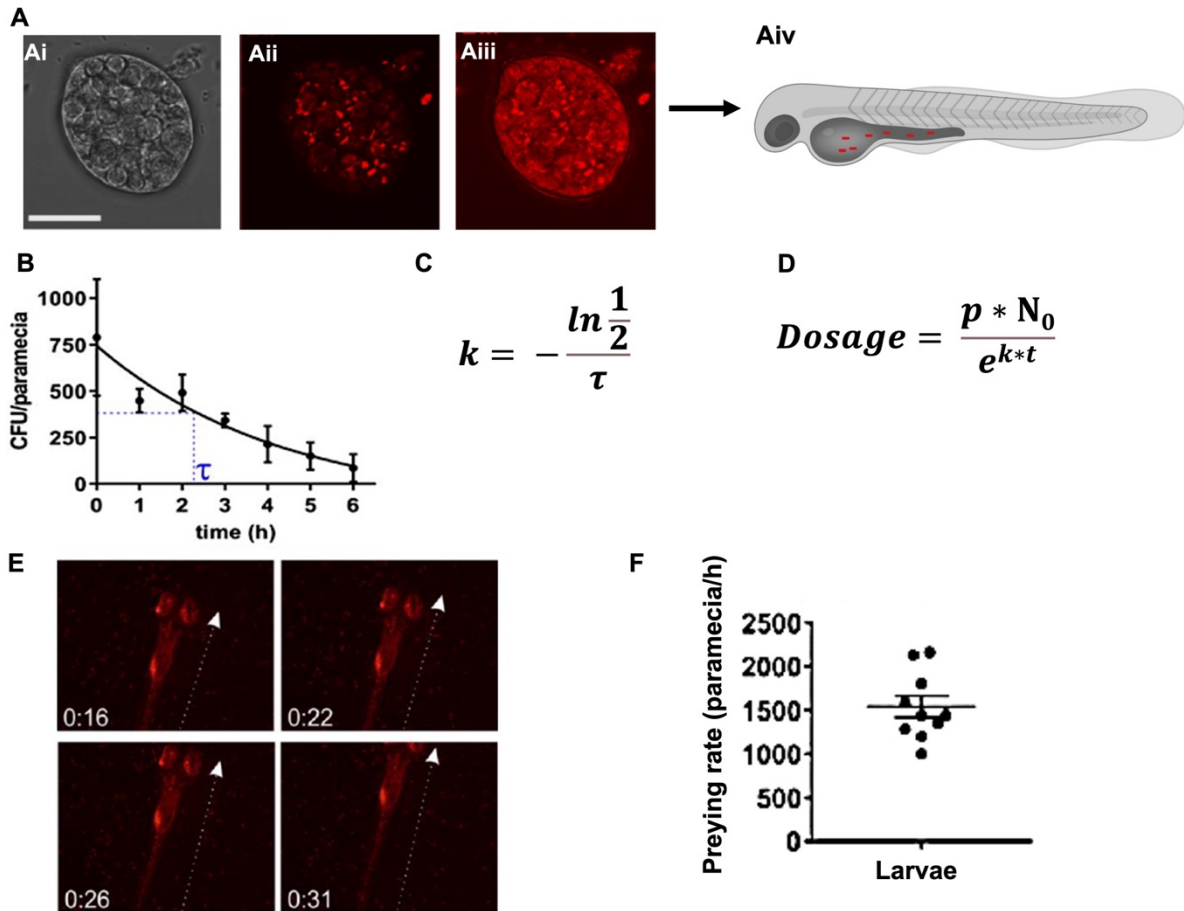 A
Ai
Aii
Aiii
Aiv
B
CFU/paramecia
1000
750
500
250
0
τ
0 1 2 3 4 5 6
time (h)
C
k = - ln 1/2 / τ
D
Dosage = p * N₀ / e^k*t
E
0:16
0:22
0:26
0:31
F
Preying rate (paramecia/h)
2500
2000
1500
1000
500
0
Larvae